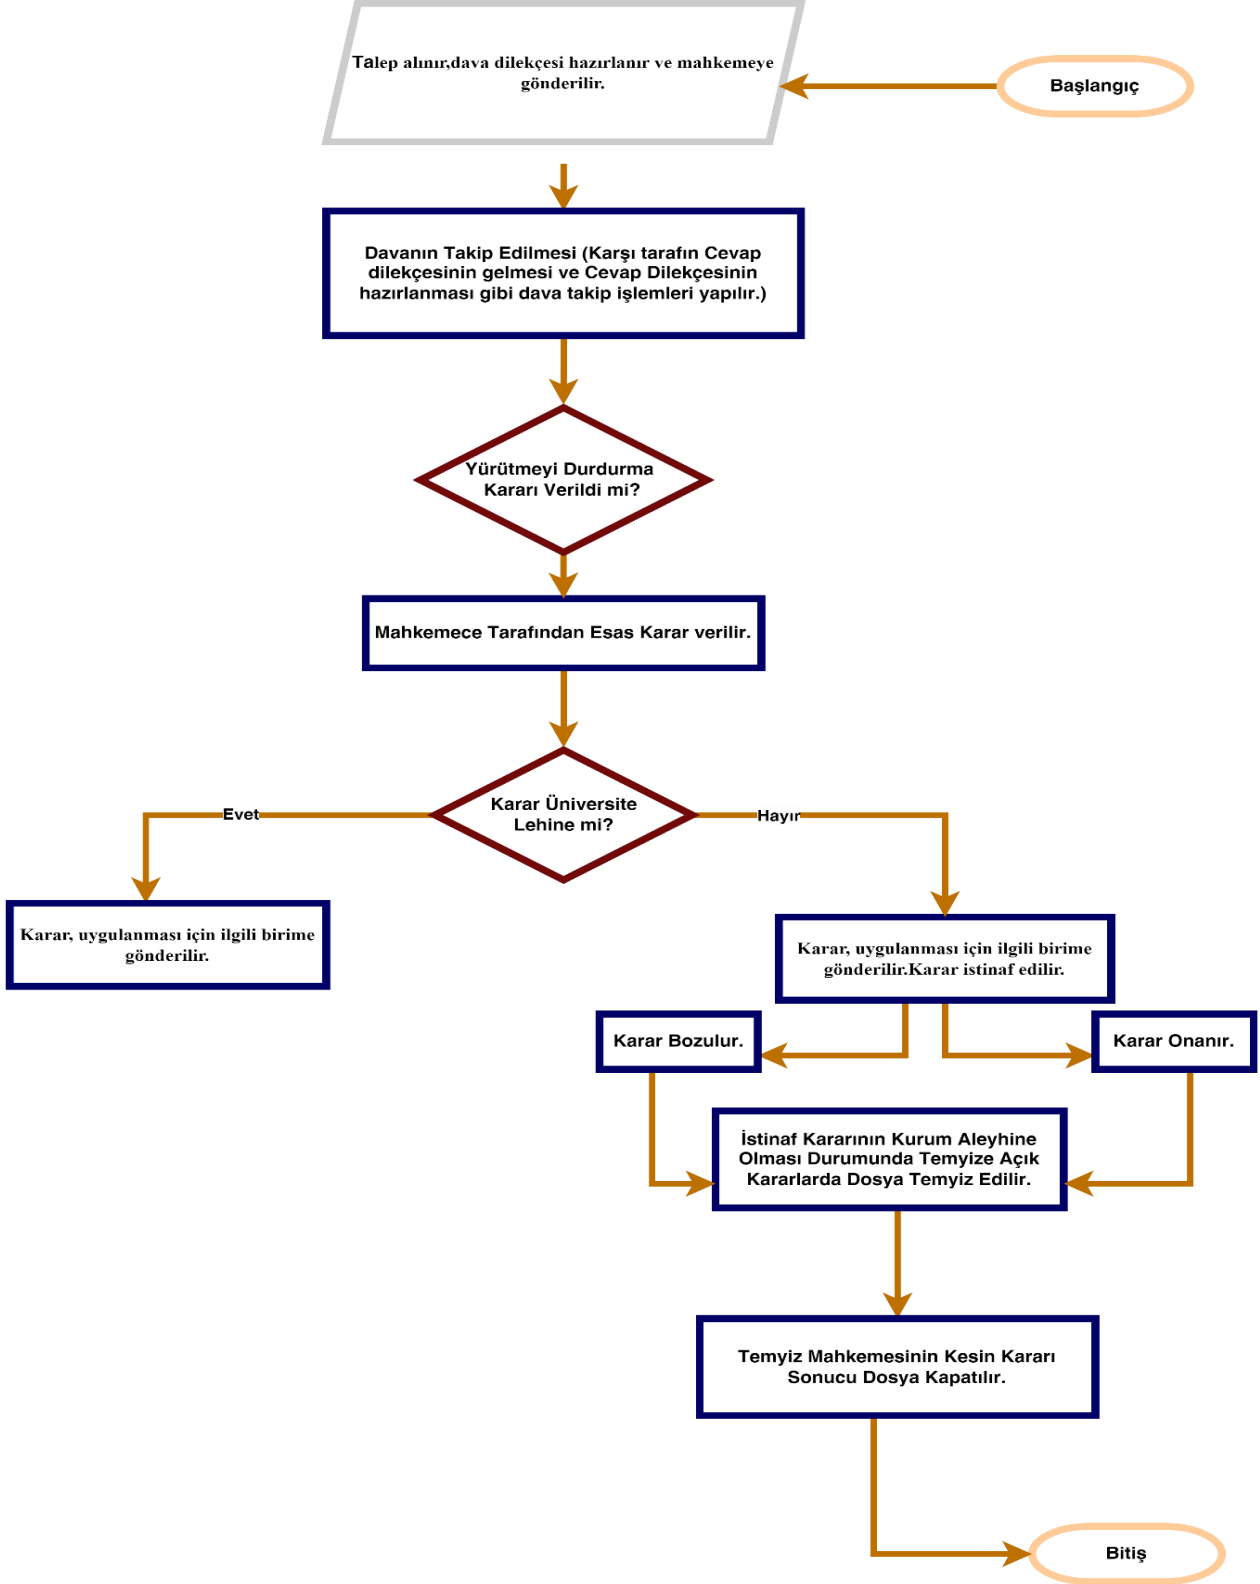 Talep alınır,dava dilekçesi hazırlanır ve mahkemeye
gönderilir.
Başlangıç
Davanın Takip Edilmesi (Karşı tarafın Cevap
dilekçesinin gelmesi ve Cevap Dilekçesinin
hazırlanması gibi dava takip işlemleri yapılır.)
Yürütmeyi Durdurma
Kararı Verildi mi?
Mahkemece Tarafından Esas Karar verilir.
Karar Üniversite
Lehine mi?
Evet
Hayır
Karar, uygulanması için ilgili birime
gönderilir.
Karar, uygulanması için ilgili birime
gönderilir.Karar istinaf edilir.
Karar Bozulur.
Karar Onanır.
İstinaf Kararının Kurum Aleyhine
Olması Durumunda Temyize Açık
Kararlarda Dosya Temyiz Edilir.
Temyiz Mahkemesinin Kesin Kararı
Sonucu Dosya Kapatılır.
Bitiş